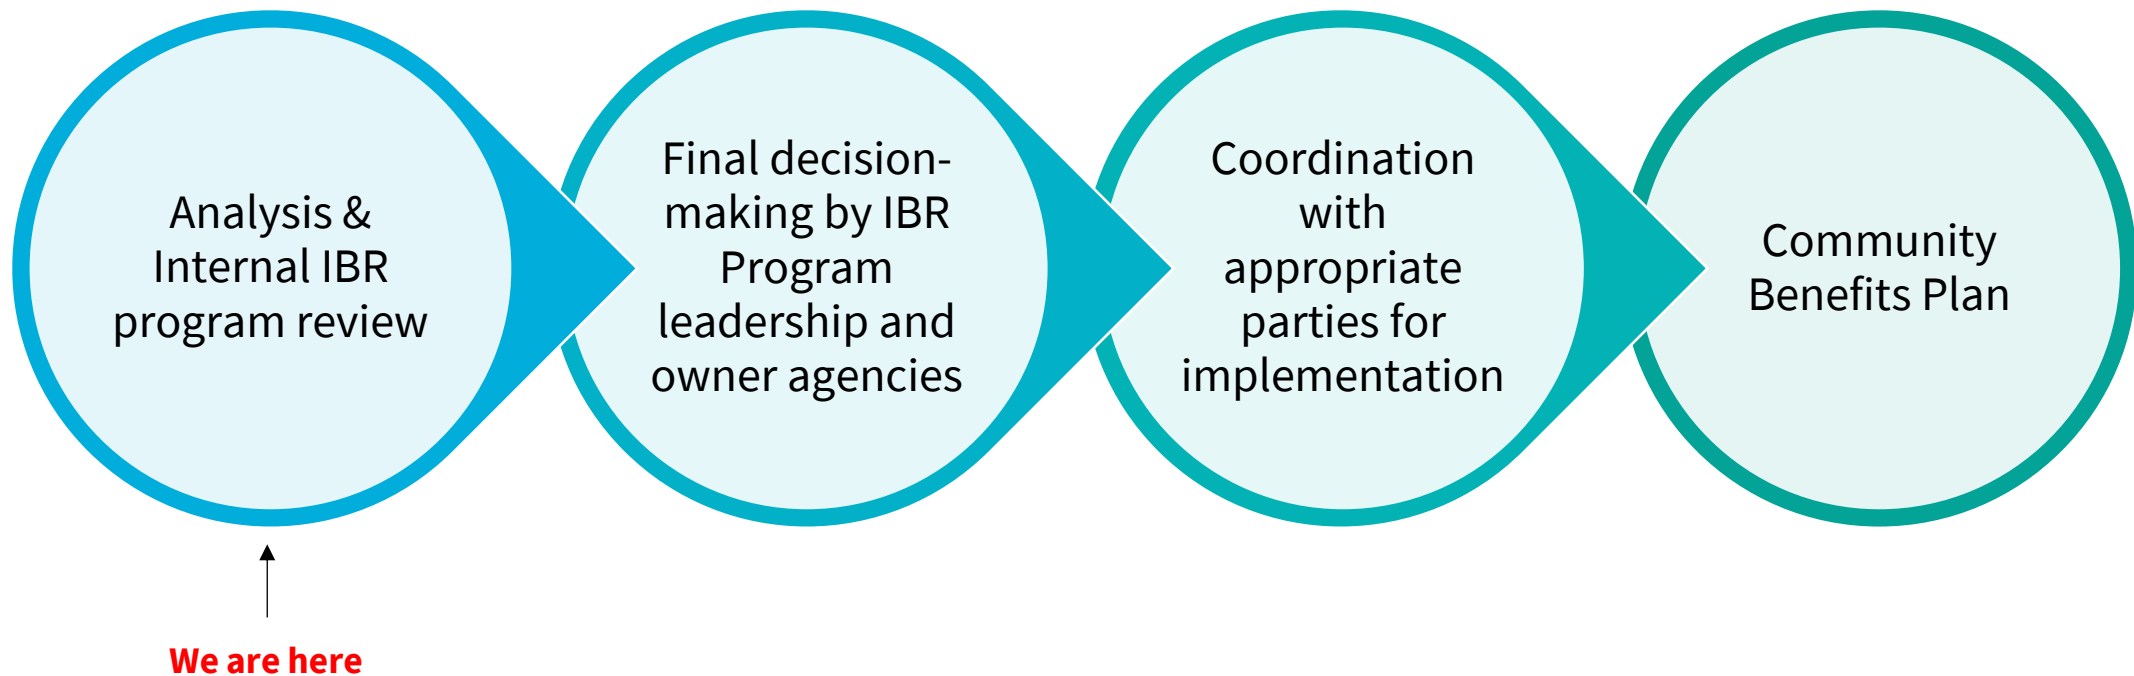 Analysis &
Internal IBR
program review
Final decision-
making by IBR
Program
leadership and
owner agencies
Coordination
with
appropriate
parties for
implementation
Community
Benefits Plan
We are here